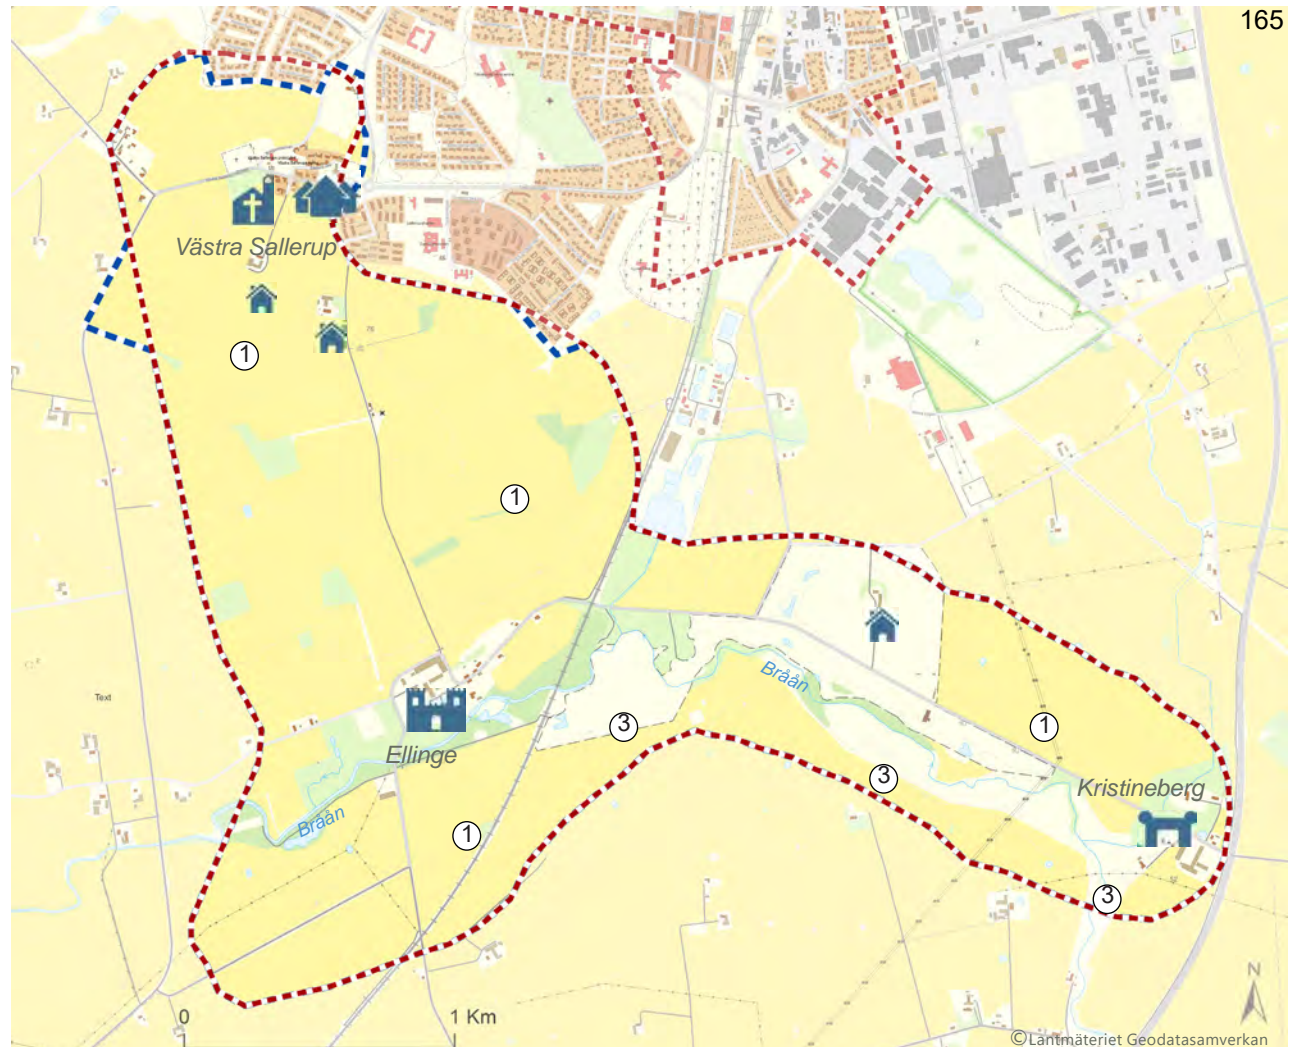 165
Västra Sallerup
1
1
Text
Bråån
3
1
Ellinge
3
Kristineberg
Bråån
1
3
N
0 1 Km
©Lantmäteriet Geodatasamverkan